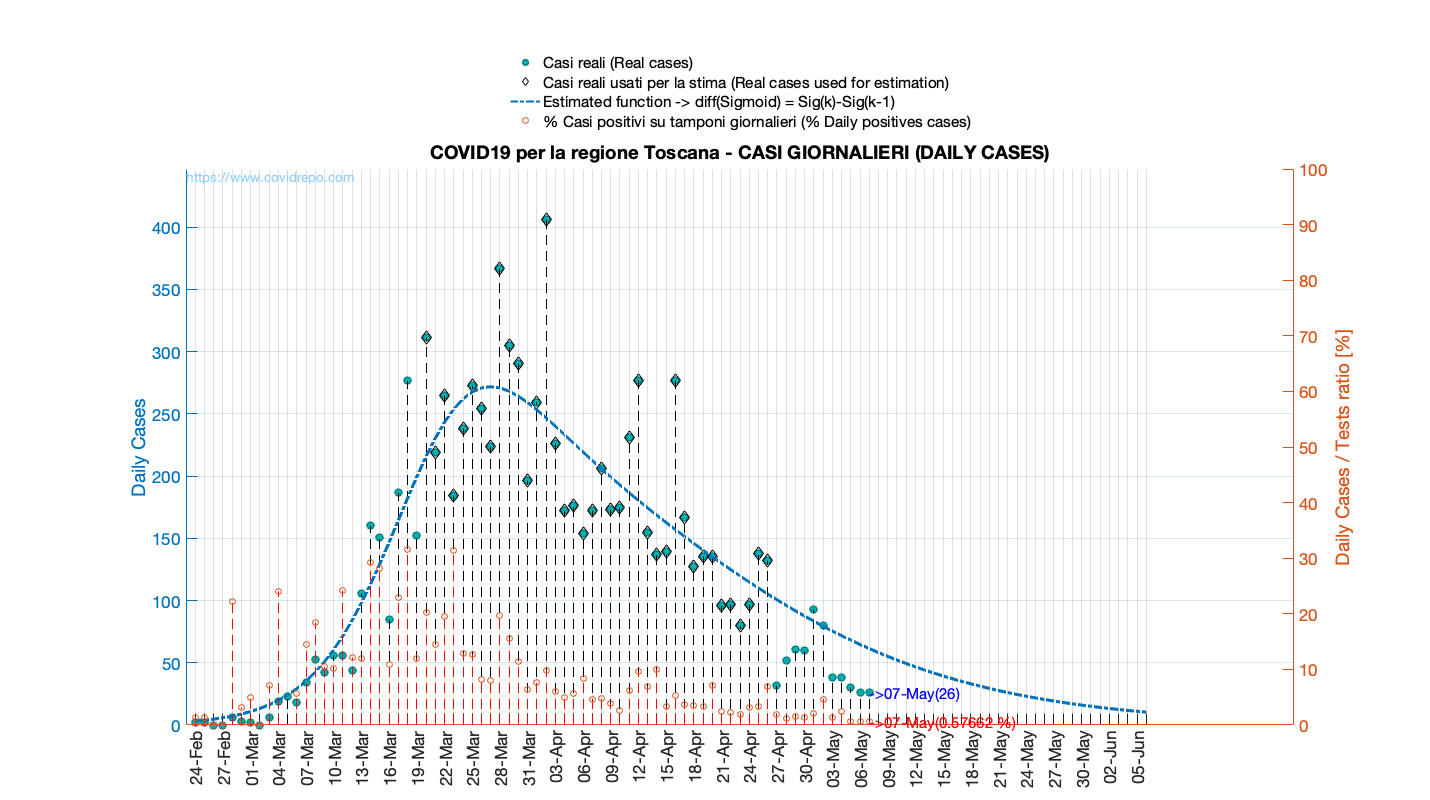 Casi reali (Real cases)
Casi reali usati per la stima (Real cases used for estimation)
Estimated function -> diff(Sigmoid) = Sig(k)-Sig(k-1)
% Casi positivi su tamponi giornalieri (% Daily positives cases)
COVID19 per la regione Toscana - CASI GIORNALIERI (DAILY CASES)
https://www.covidrepo.com
Daily Cases
400
350
300
250
200
150
100
50
0
100
90
80
70
60
50
40
30
20
10
0
Daily Cases / Tests ratio [%]
->07-May(26)
->07-May(0.57662 %)
24-Feb
27-Feb
01-Mar
04-Mar
07-Mar
10-Mar
13-Mar
16-Mar
19-Mar
22-Mar
25-Mar
28-Mar
31-Mar
03-Apr
06-Apr
09-Apr
12-Apr
15-Apr
18-Apr
21-Apr
24-Apr
27-Apr
30-Apr
03-May
06-May
09-May
12-May
15-May
18-May
21-May
24-May
27-May
30-May
02-Jun
05-Jun